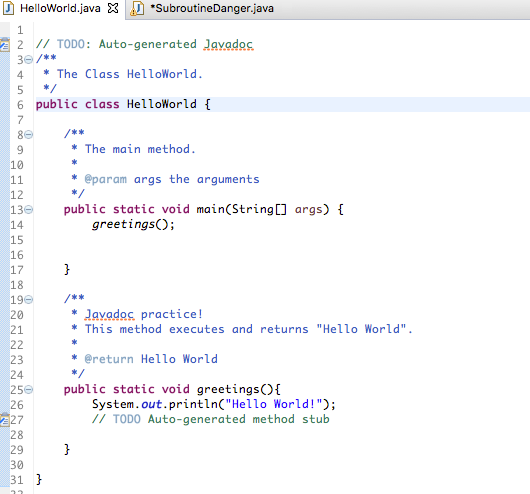 HelloWorld.java *SubroutineDanger.java
1
2 // TODO: Auto-generated Javadoc
3 /**
4  * The Class HelloWorld.
5  */
6 public class HelloWorld {
7
8     /**
9      * The main method.
10      *
11      * @param args the arguments
12      */
13     public static void main(String[] args) {
14         greetings();
15
16
17     }
18
19     /**
20      * Javadoc practice!
21      * This method executes and returns "Hello World".
22      *
23      * @return Hello World
24      */
25     public static void greetings(){
26         System.out.println("Hello World!");
27         // TODO Auto-generated method stub
28
29     }
30
31 }